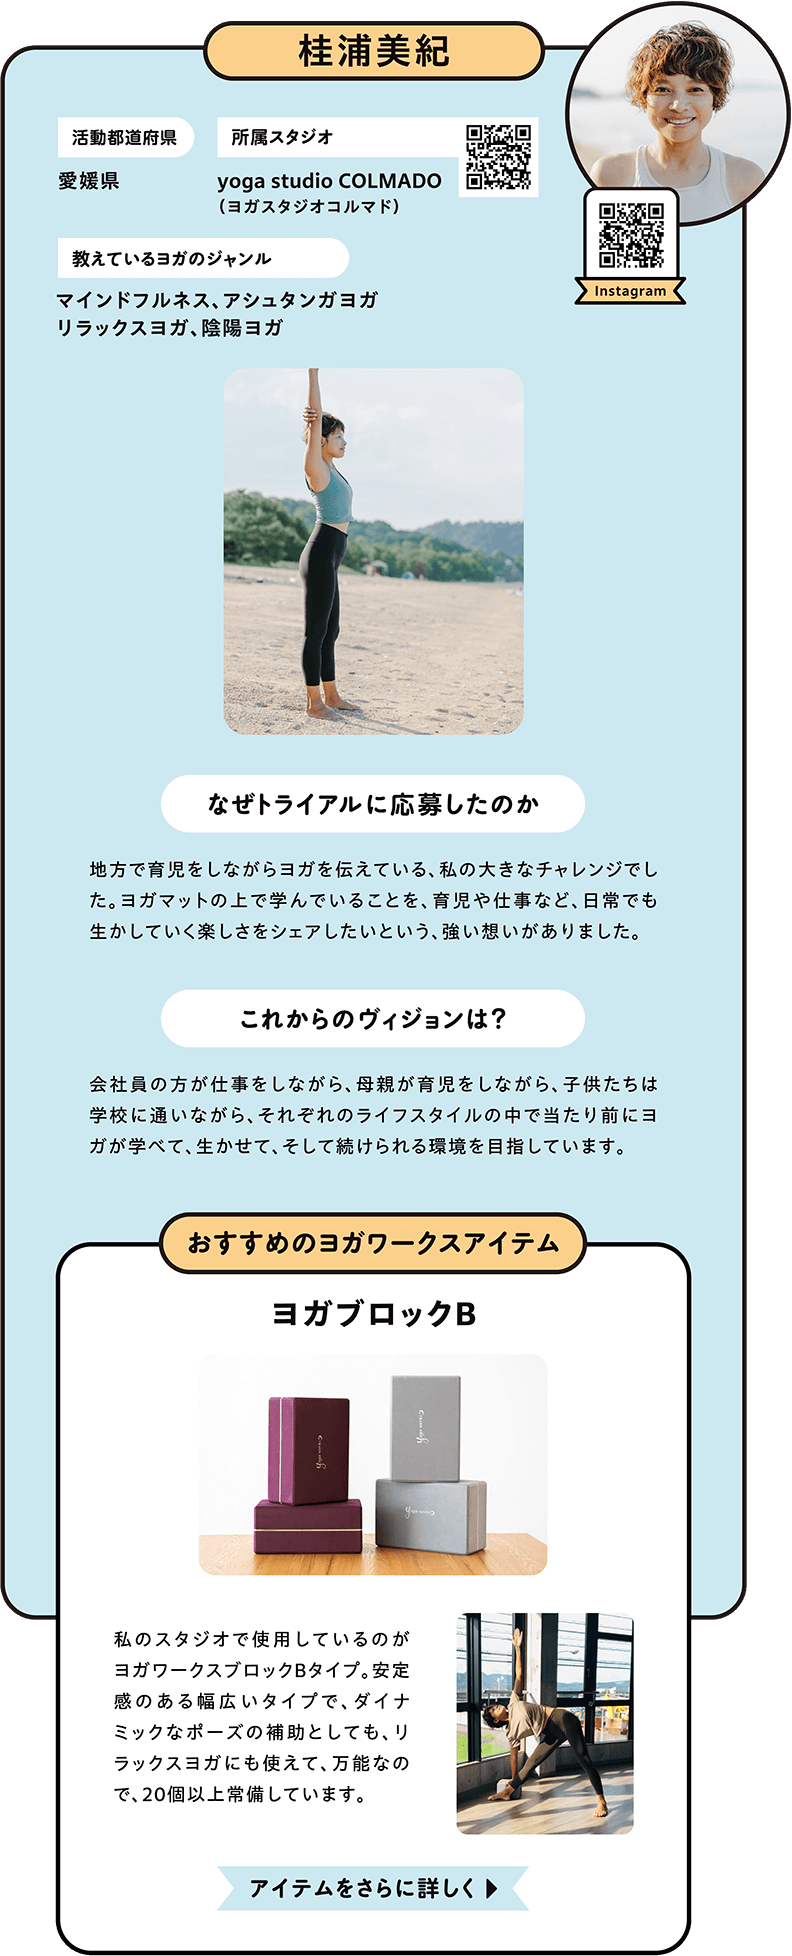 桂浦美紀
活動都道府県
愛媛県
所属スタジオ
yoga studio COLMADO
（ヨガスタジオコルマド）
Instagram
教えているヨガのジャンル
マインドフルネス、アシュタンガヨガ
リラックスヨガ、陰陽ヨガ
なぜトライアルに応募したのか
地方で育児をしながらヨガを伝えている、私の大きなチャレンジでし
た。ヨガマットの上で学んでいることを、育児や仕事など、日常でも
生かしていく楽しさをシェアしたいという、強い想いがありました。
これからのヴィジョンは？
会社員の方が仕事をしながら、母親が育児をしながら、子供たちは
学校に通いながら、それぞれのライフスタイルの中で当たり前にヨ
ガが学べて、生かせて、そして続けられる環境を目指しています。
おすすめのヨガワークスアイテム
ヨガブロックB
私のスタジオで使用しているのが
ヨガワークスブロックBタイプ。安定
感のある幅広いタイプで、ダイナ
ミックなポーズの補助としても、リ
ラックスヨガにも使えて、万能なの
で、20個以上常備しています。
アイテムをさらに詳しく